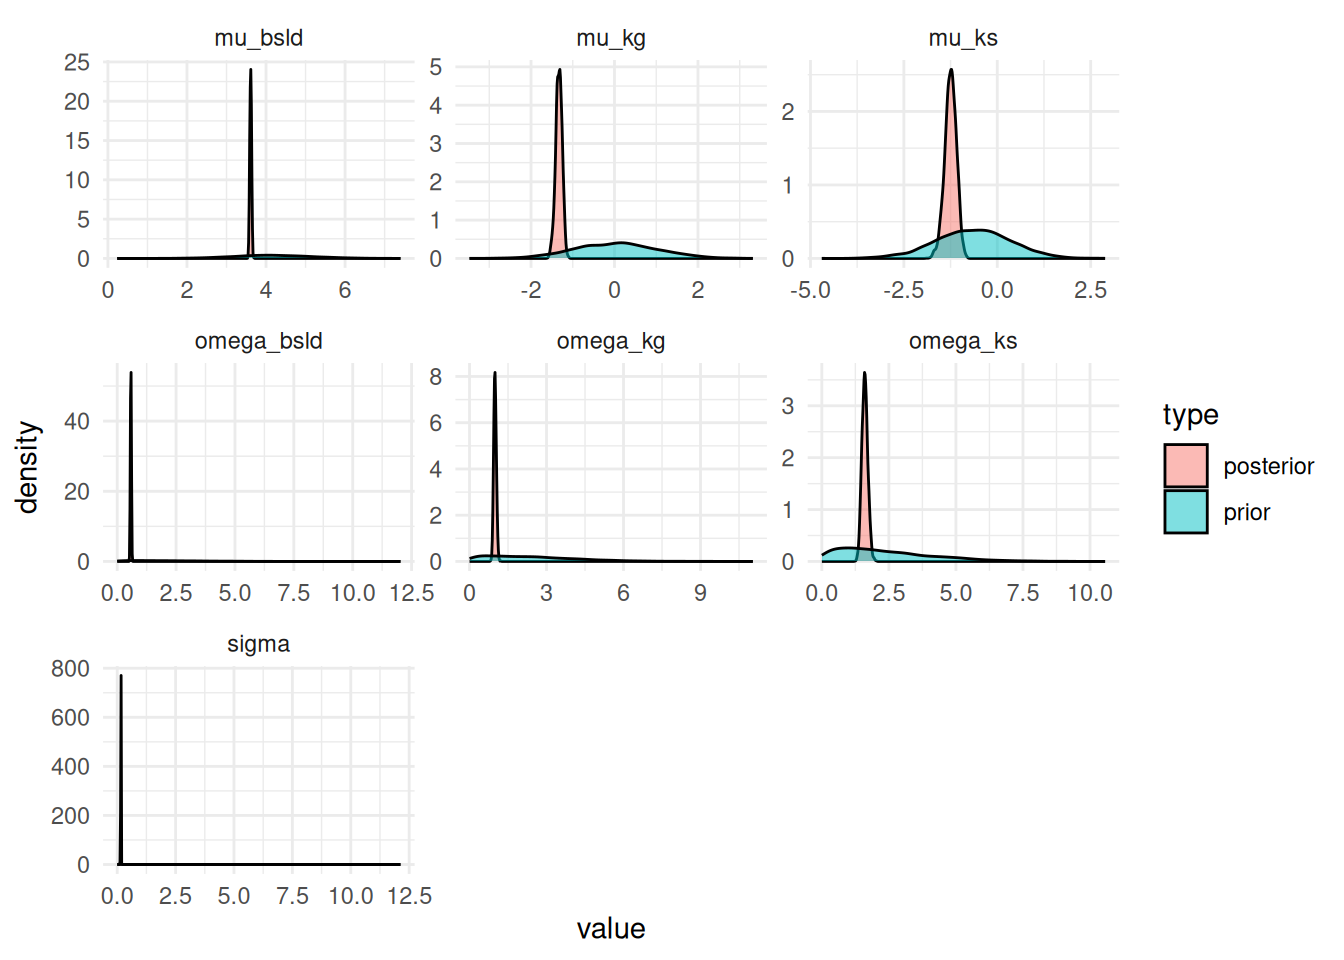 mu_bsld mu_kg mu_ks
25
20
15
10
5
0
0 2 4 6
5
4
3
2
1
0
-2 0 2
2
1
0
-5.0 -2.5 0.0 2.5
omega_bsld omega_kg omega_ks
40
20
0
0.0 2.5 5.0 7.5 10.0 12.5
8
6
4
2
0
0 3 6 9
3
2
1
0
0.0 2.5 5.0 7.5 10.0
sigma
800
600
400
200
0
0.0 2.5 5.0 7.5 10.0 12.5
density
value
type
posterior
prior